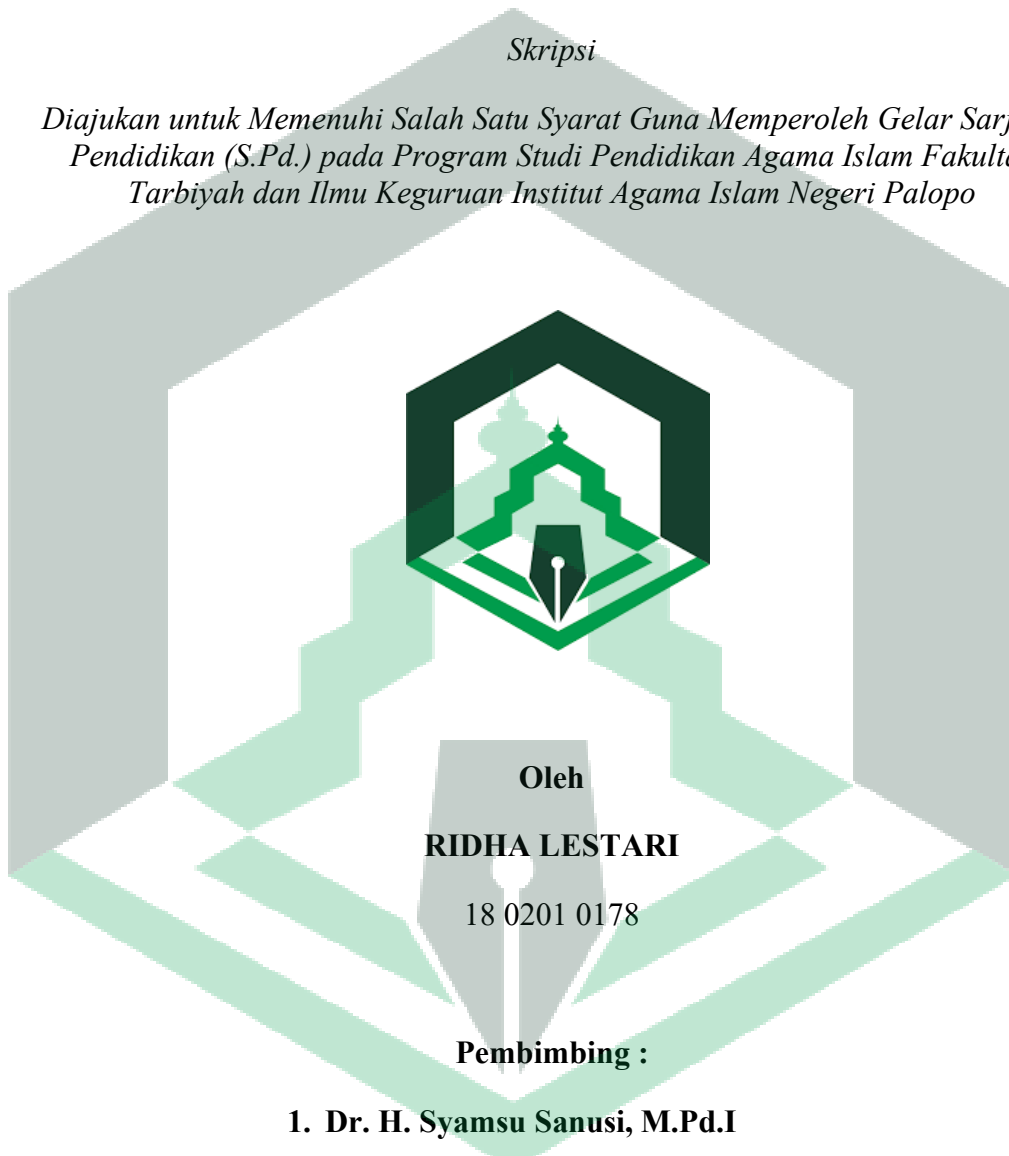 Skripsi
Diajukan untuk Memenuhi Salah Satu Syarat Guna Memperoleh Gelar Sarj
Pendidikan (S.Pd.) pada Program Studi Pendidikan Agama Islam Fakulta
Tarbiyah dan Ilmu Keguruan Institut Agama Islam Negeri Palopo
Oleh
RIDHA LESTARI
18 0201 0178
Pembimbing :
1. Dr. H. Syamsu Sanusi, M.Pd.I